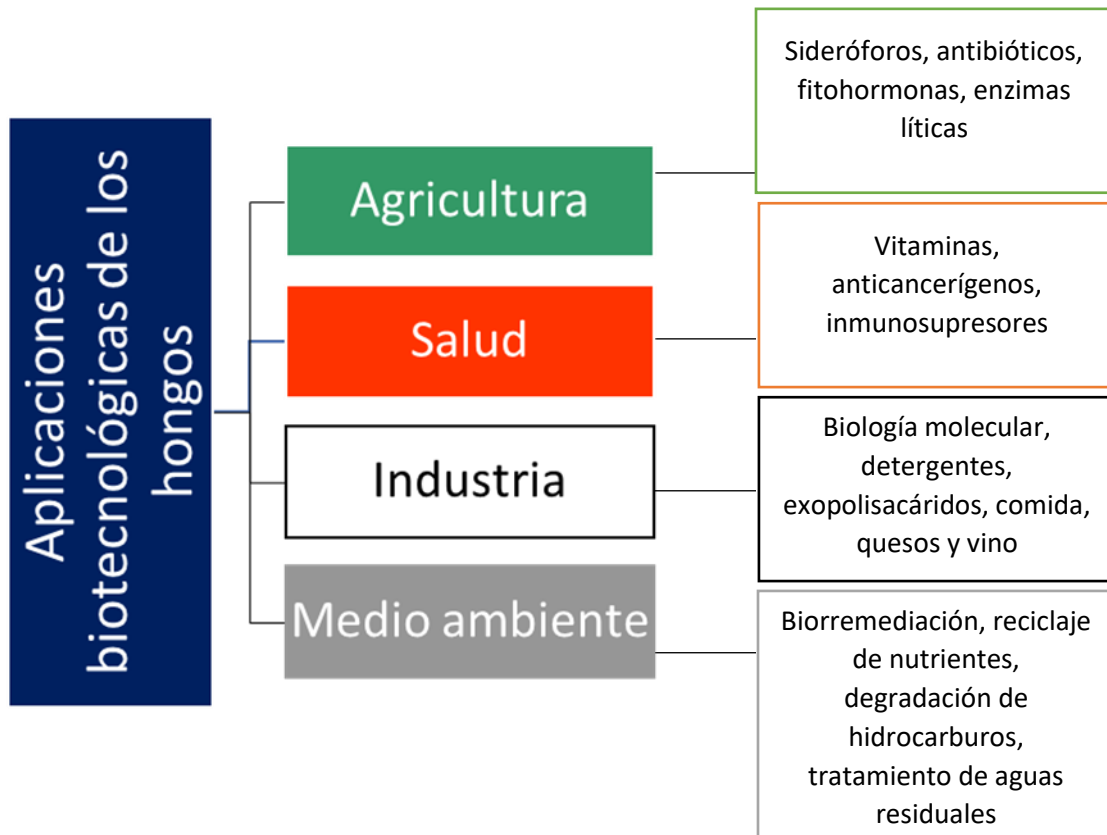 Aplicaciones
biotecnológicas de los
hongos
Agricultura
Sideróforos, antibióticos,
fitohormonas, enzimas
líticas
Salud
Vitaminas,
anticancerígenos,
inmunosupresores
Industria
Biología molecular,
detergentes,
exopolisacáridos, comida,
quesos y vino
Medio ambiente
Biorremediación, reciclaje
de nutrientes,
degradación de
hidrocarburos,
tratamiento de aguas
residuales